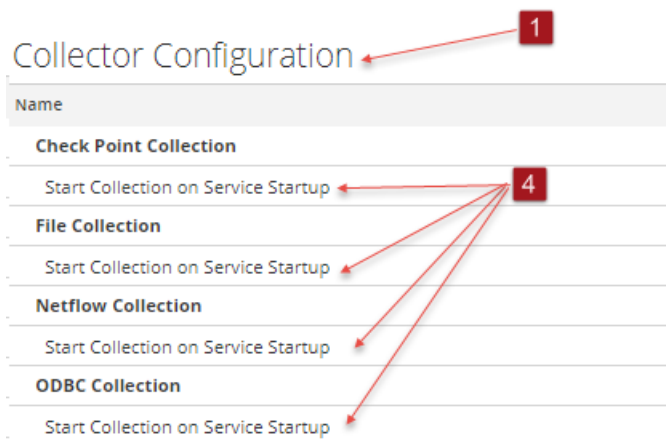 1
Collector Configuration
Name
Check Point Collection
Start Collection on Service Startup
4
File Collection
Start Collection on Service Startup
Netflow Collection
Start Collection on Service Startup
ODBC Collection
Start Collection on Service Startup